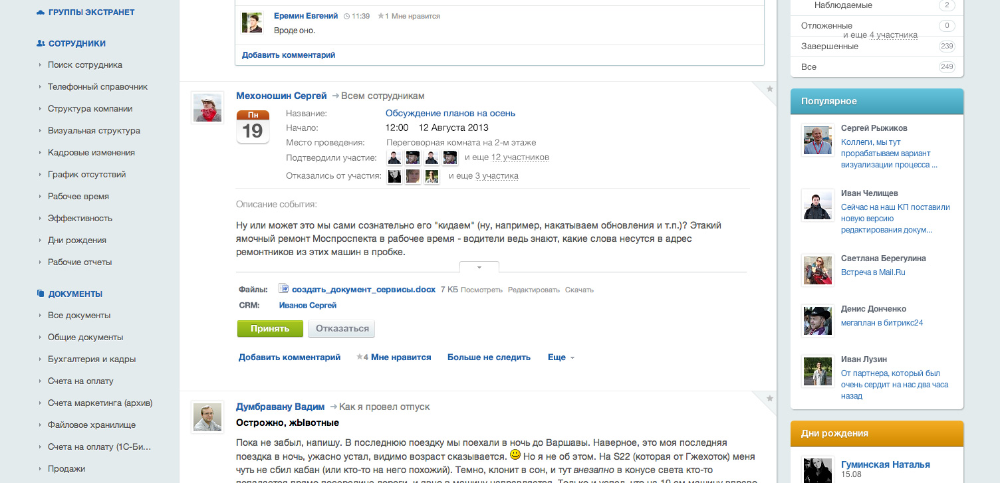 ГРУППЫ ЭКСТРАНЕТ
СОТРУДНИКИ
Поиск сотрудника
Телефонный справочник
Структура компании
Визуальная структура
Кадровые изменения
График отсутствий
Рабочее время
Эффективность
Дни рождения
Рабочие отчеты
ДОКУМЕНТЫ
Все документы
Общие документы
Бухгалтерия и кадры
Счета на оплату
Счета маркетинга (архив)
Файловое хранилище
Счета на оплату (1С-Би...
Продажи
Еремин Евгений 11:39 1 Мне нравится
Вроде оно.
Добавить комментарий
Мехоношин Сергей Всем сотрудникам
Пн
19
Название: Обсуждение планов на осень
Начало: 12:00 12 Августа 2013
Место проведения: Переговорная комната на 2-м этаже
Подтвердили участие: и еще 12 участников
Отказались от участия: и еще 3 участика
Описание события:
Ну или может это мы сами сознательно его "кидаем" (ну, например, накатываем обновления и т.п.)? Этакий
ямочный ремонт Моспроспекта в рабочее время - водители ведь знают, какие слова несутся в адрес
ремонтников из этих машин в пробке.
Файлы: создать_документ_сервисы.docx 7 КБ Посмотреть Редактировать Скачать
CRM: Иванов Сергей
Принять Отказаться
Добавить комментарий 4 Мне нравится Больше не следить Еще
Думбравану Вадим Как я провел отпуск
Острожно, жЫвотные
Пока не забыл, напишу. В последнюю поездку мы поехали в ночь до Варшавы. Наверное, это моя последняя
поездка в ночь, ужасно устал, видимо возраст сказывается. Но я не об этом. На S22 (которая от Гжехоток) меня
чуть не сбил кабан (или кто-то на него похожий). Темно, клонит в сон, и тут внезапно в конусе света кто-то
Наблюдаемые 2
Отложенные 0
и еще 4 участника
Завершенные 239
Все 249
Популярное
Сергей Рыжиков
Коллеги, мы тут
прорабатываем вариант
визуализации процесса ...
Иван Челищев
Сейчас на наш КП поставили
новую версию
редактирования докум...
Светлана Берегулина
Встреча в Mail.Ru
Денис Донченко
мегаплан в битрикс24
Иван Лузин
От партнера, который был
очень сердит на нас два часа
назад
Дни рождения
Гуминская Наталья
15.08